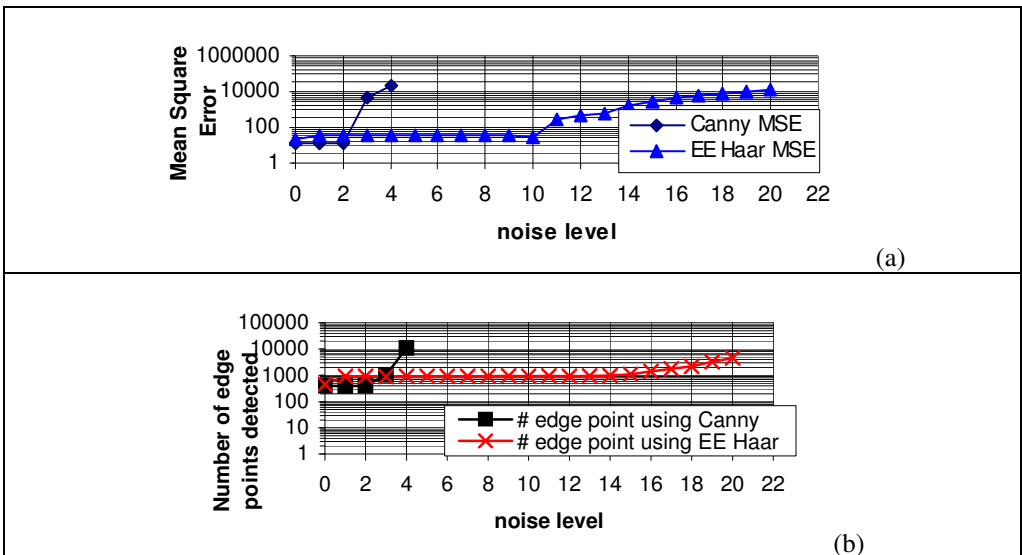 Mean Square
Error
1000000
10000
100
1
0 2 4 6 8 10 12 14 16 18 20 22
noise level
Canny MSE
EE Haar MSE
(a)
Number of edge
points detected
100000
10000
1000
100
10
1
0 2 4 6 8 10 12 14 16 18 20 22
noise level
# edge point using Canny
# edge point using EE Haar
(b)